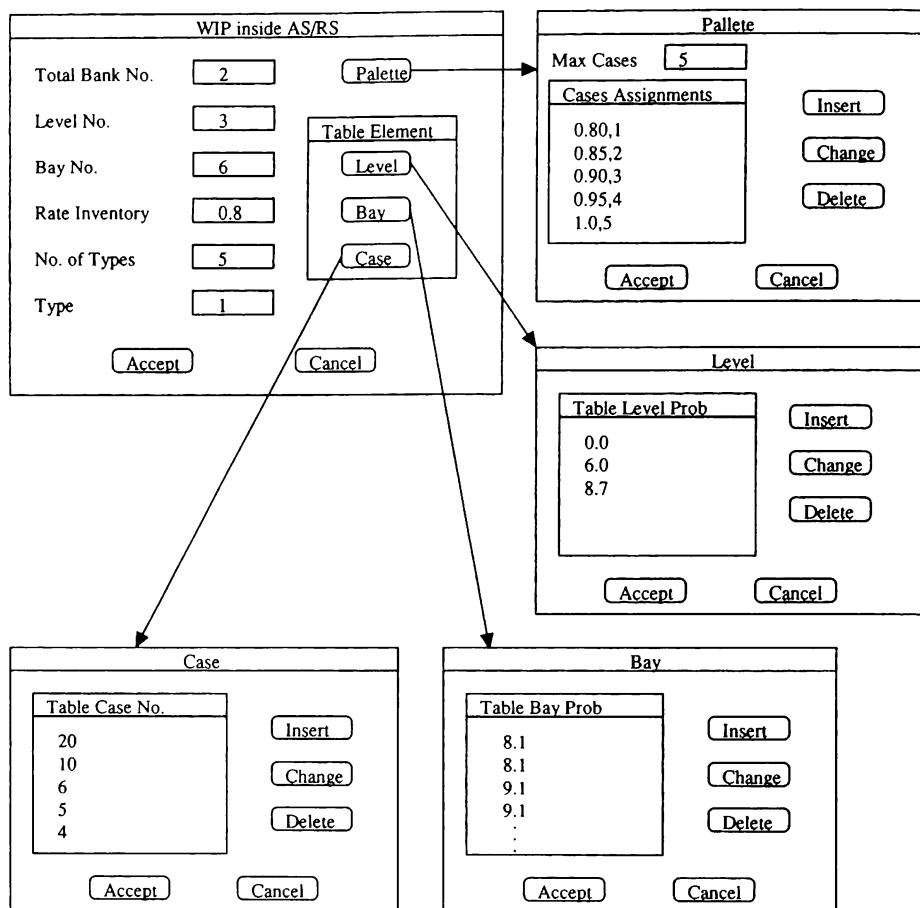 WIP inside AS/RS
Total Bank No. 2
Palette
Level No. 3
Bay No. 6
Rate Inventory 0.8
No. of Types 5
Type 1
Table Element
Level
Bay
Case
Accept Cancel
Pallete
Max Cases 5
Cases Assignments
0.80,1
0.85,2
0.90,3
0.95,4
1.0,5
Insert
Change
Delete
Accept Cancel
Level
Table Level Prob
0.0
6.0
8.7
Insert
Change
Delete
Accept Cancel
Case
Table Case No.
20
10
6
5
4
Insert
Change
Delete
Accept Cancel
Bay
Table Bay Prob
8.1
8.1
9.1
9.1
:
Insert
Change
Delete
Accept Cancel